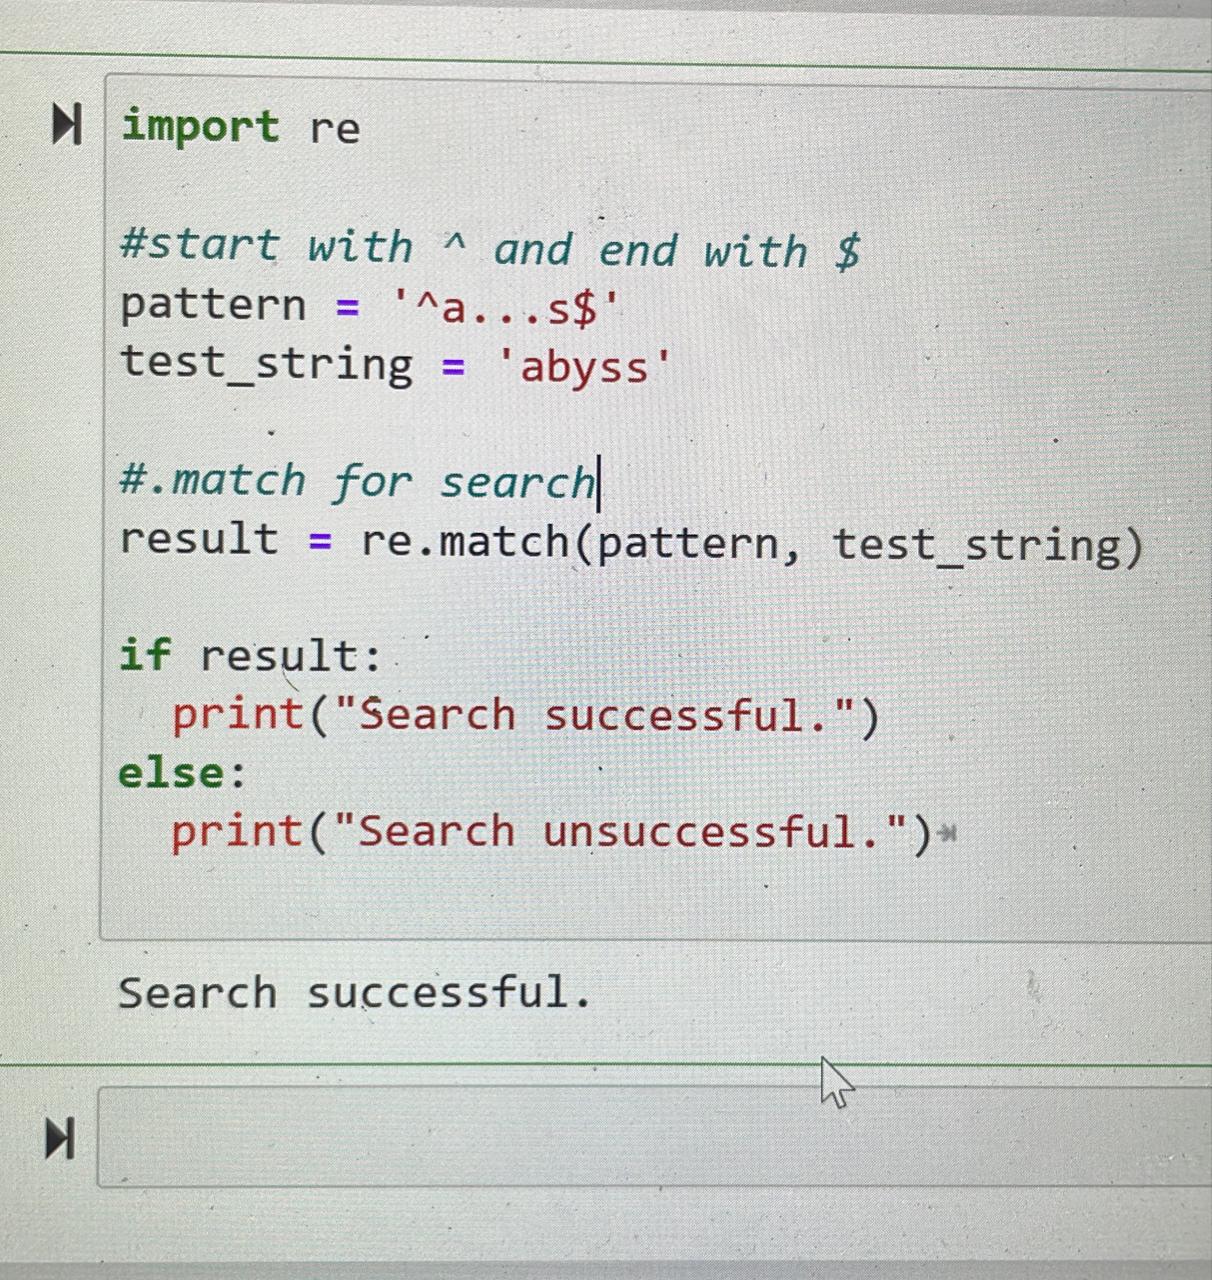 import re
#start with ^ and end with $
pattern = '^a...s$'
test_string = 'abyss'
#.match for search
result = re.match(pattern, test_string)
if result:
  print("Search successful.")
else:
  print("Search unsuccessful.")
Search successful.